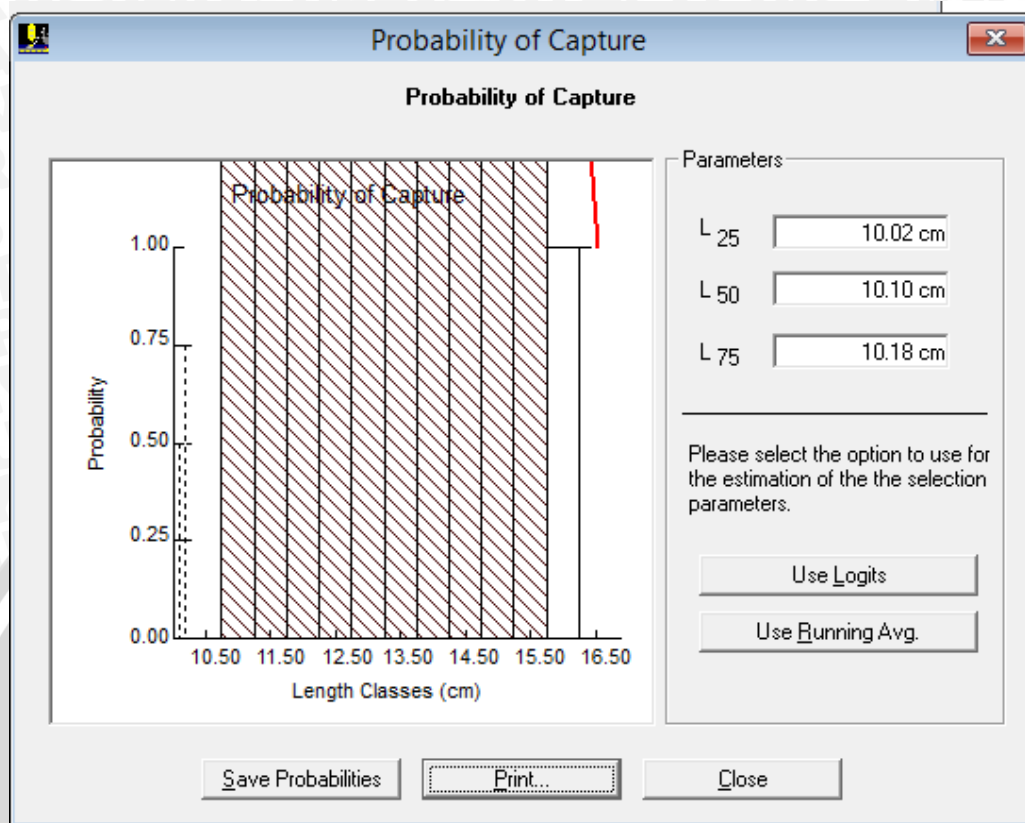 Probability of Capture
Probability of Capture
Probability of Capture
1.00
0.75
0.50
0.25
0.00
Probability
10.50 11.50 12.50 13.50 14.50 15.50 16.50
Length Classes (cm)
Parameters
L 25 10.02 cm
L 50 10.10 cm
L 75 10.18 cm
Please select the option to use for
the estimation of the the selection
parameters.
Use Logits
Use Running Avg.
Save Probabilities
Print...
Close